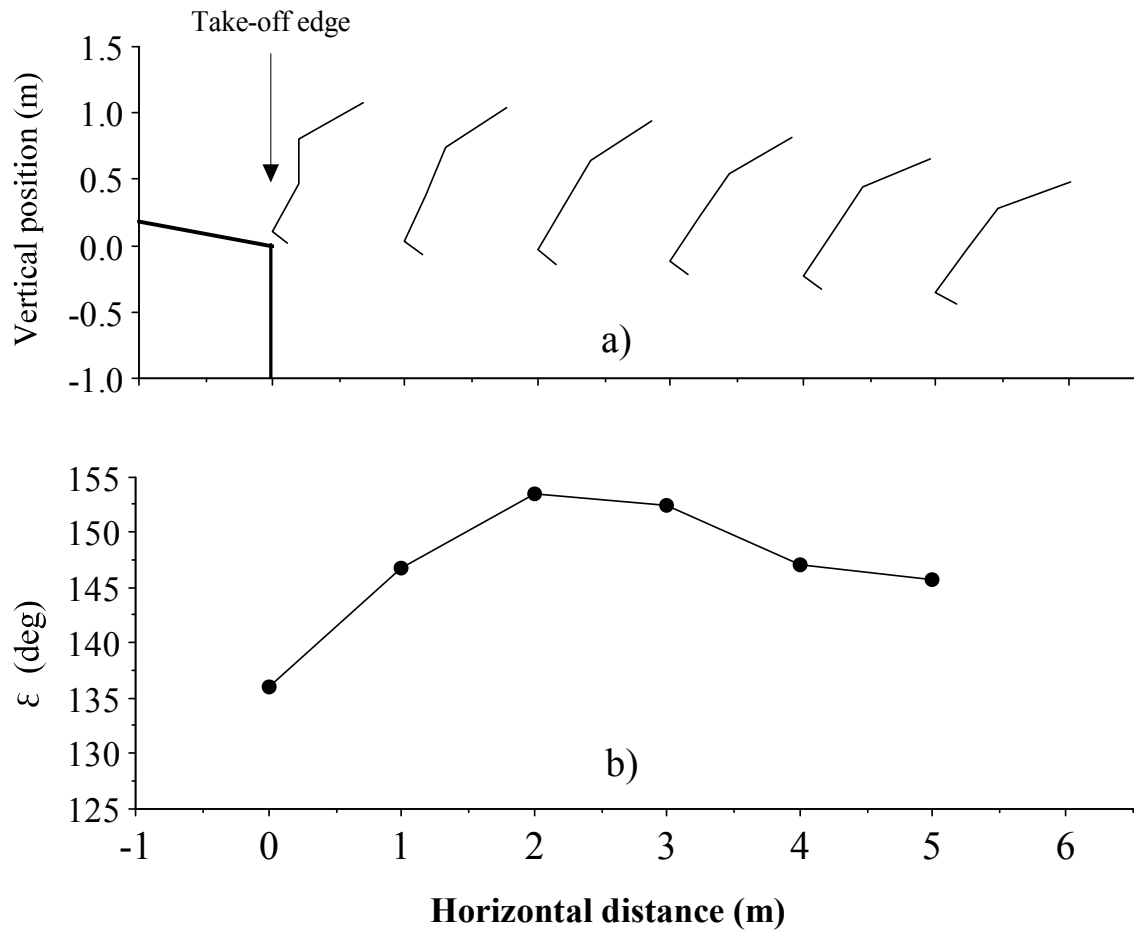 Take-off edge
Vertical position (m)
1.5
1.0
0.5
0.0
-0.5
-1.0
a)
ε (deg)
155
150
145
140
135
130
125
b)
-1 0 1 2 3 4 5 6
Horizontal distance (m)